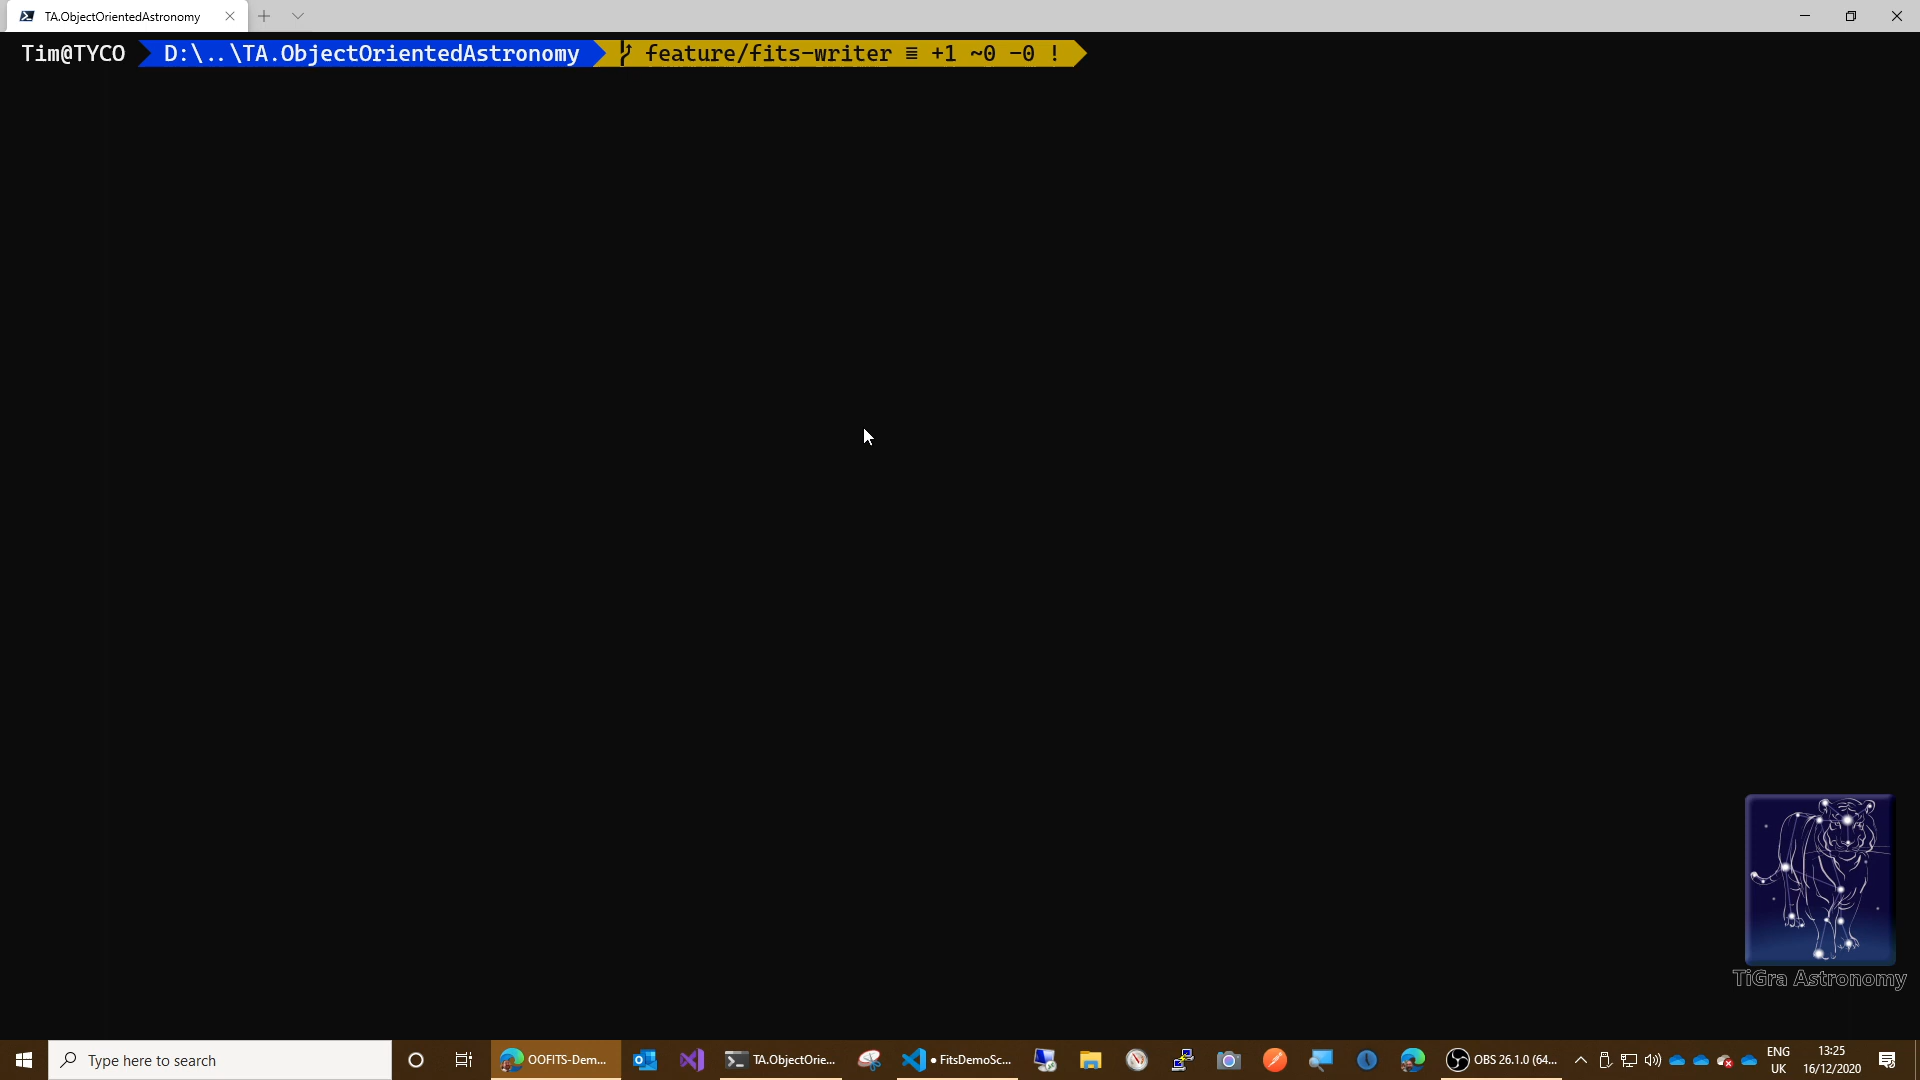 TA.ObjectOrientedAstronomy
Tim@TYCO D:\..\TA.ObjectOrientedAstronomy feature/fits-writer ≡ +1 ~0 -0 !
TiGra Astronomy
Type here to search
OOFITS-Dem...
TA.ObjectOrie...
● FitsDemoSc...
OBS 26.1.0 (64...
ENG
UK
13:25
16/12/2020